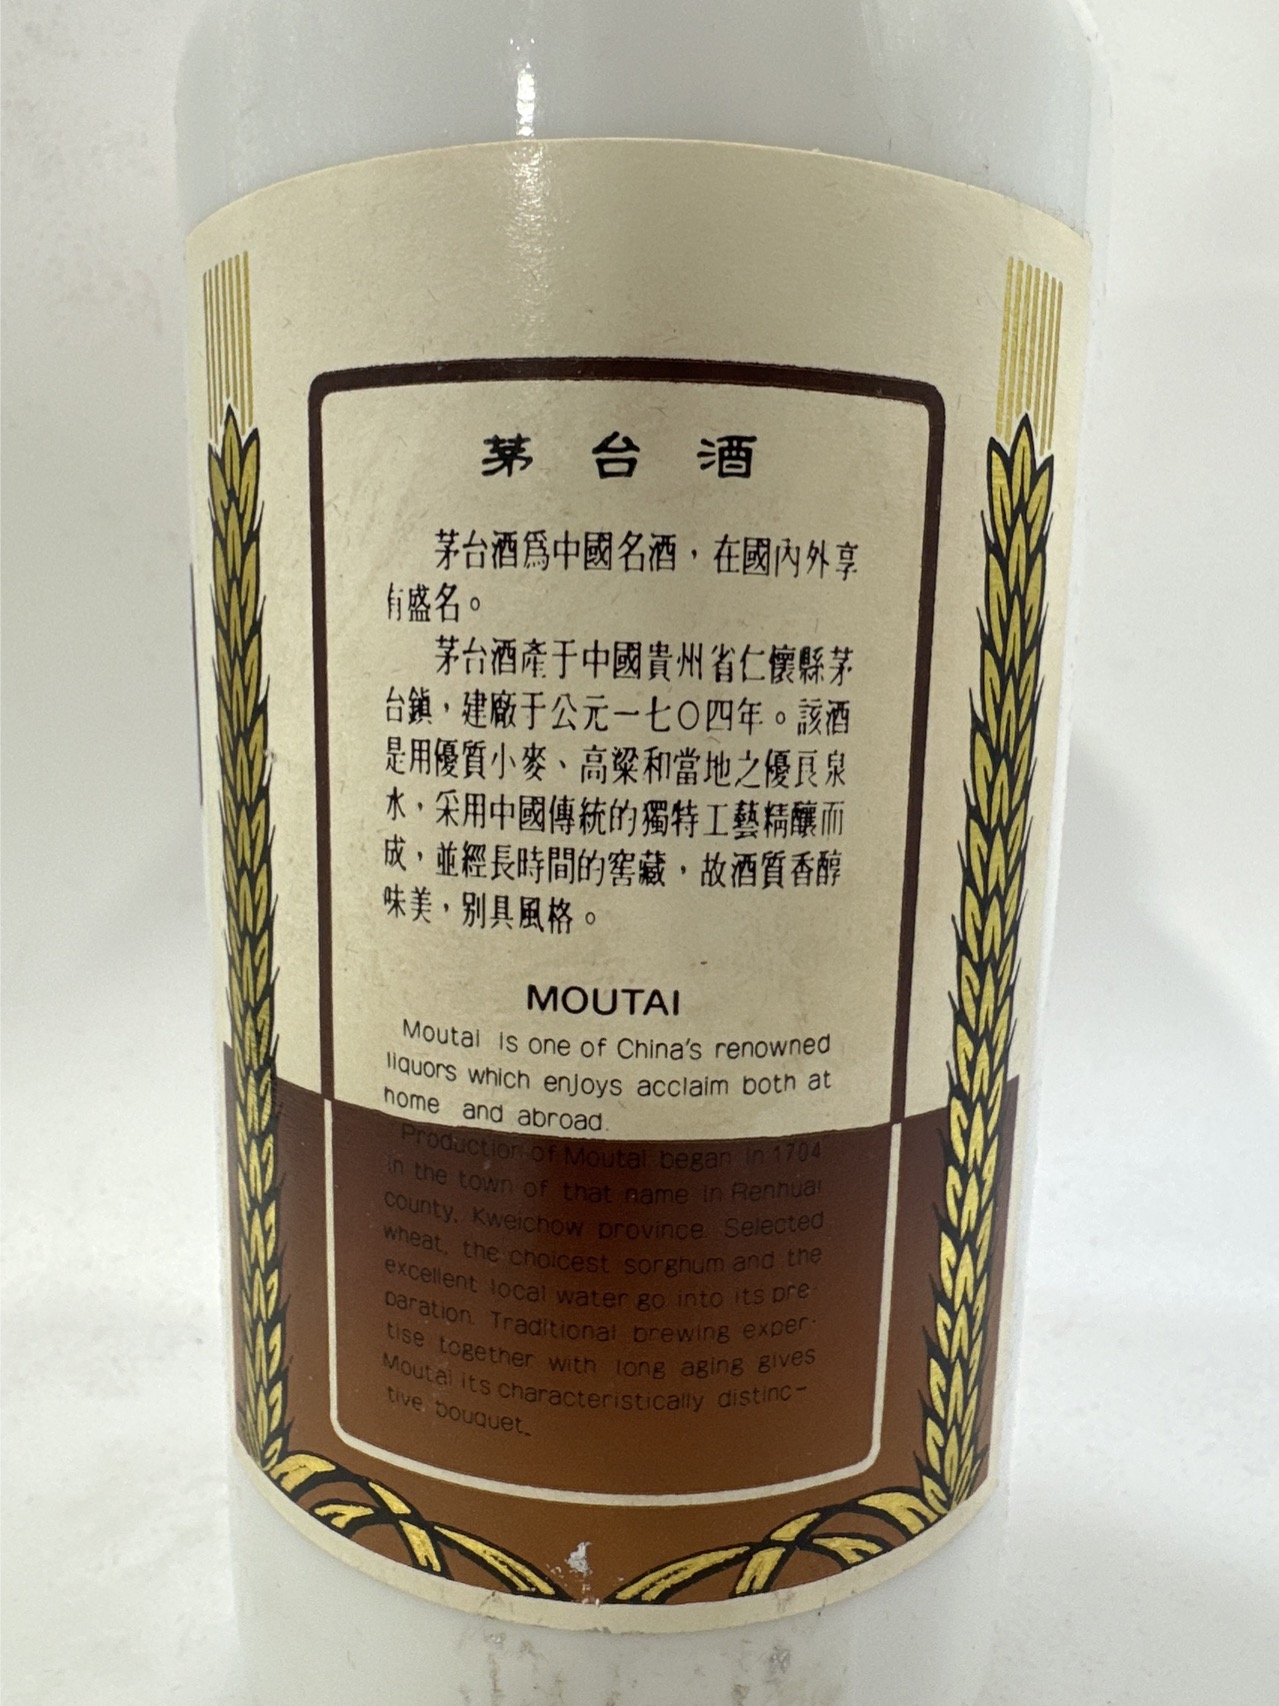 茅台酒
茅台酒爲中國名酒，在國內外享
有盛名。
茅台酒產于中國貴州省仁懷縣茅
台鎮，建廠于公元一七〇四年。該酒
是用優質小麥、高粱和當地之優良泉
水，采用中國傳統的獨特工藝精釀而
成，並經長時間的窖藏，故酒質香醇
味美，别具風格。
MOUTAI
Moutai is one of China's renowned
liquors which enjoys acclaim both at
home and abroad.
Production of Moutai began in 1704
in the town of that name in Renhuai
county, Kweichow province. Selected
wheat, the choicest sorghum and the
excellent local water go into its pre-
paration. Traditional brewing exper-
tise together with long aging gives
Moutai its characteristically distinc-
tive bouquet.